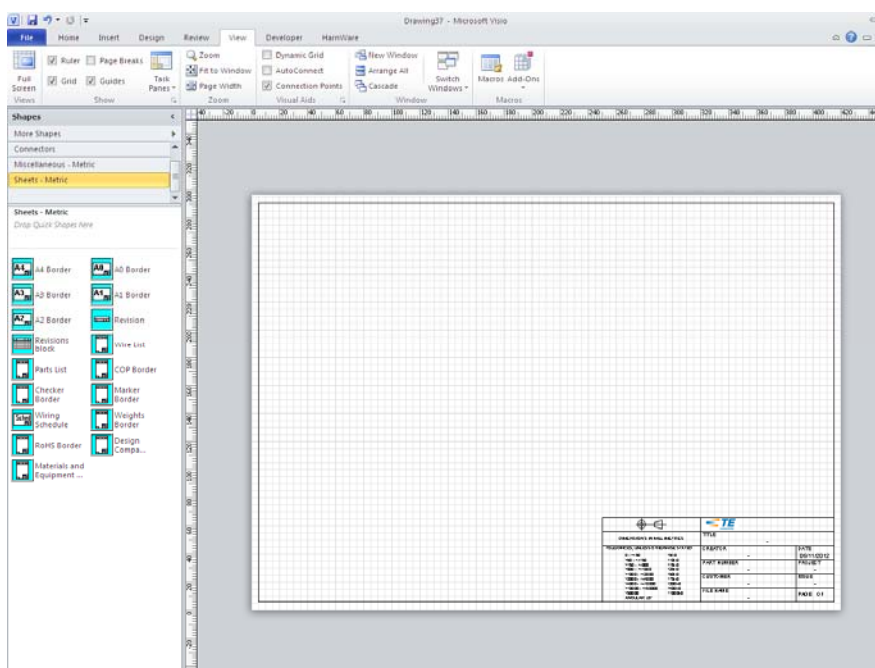 Drawing37 - Microsoft Visio
File Home Insert Design Review View Developer HarnWare
Full Screen
Views
Ruler Page Breaks
Grid Guides
Task Panes
Show
Zoom
Fit to Window
Page Width
Zoom
Dynamic Grid
AutoConnect
Connection Points
Visual Aids
New Window
Arrange All
Cascade
Switch Windows
Window
Macros Add-Ons
Macros
Shapes
More Shapes
Connectors
Miscellaneous - Metric
Sheets - Metric
Sheets - Metric
Drop Quick Shapes here
A4 Border A0 Border
A3 Border A1 Border
A2 Border Revision
Revisions block Wire List
Parts List COP Border
Checker Border Marker Border
Wiring Schedule Weights Border
RoHS Border Design Compa...
Materials and Equipment ...
TE
TITLE
CREATOR DATE
PART NUMBER PROJECT
CUSTOMER ISSUE
FILE NAME PAGE 01